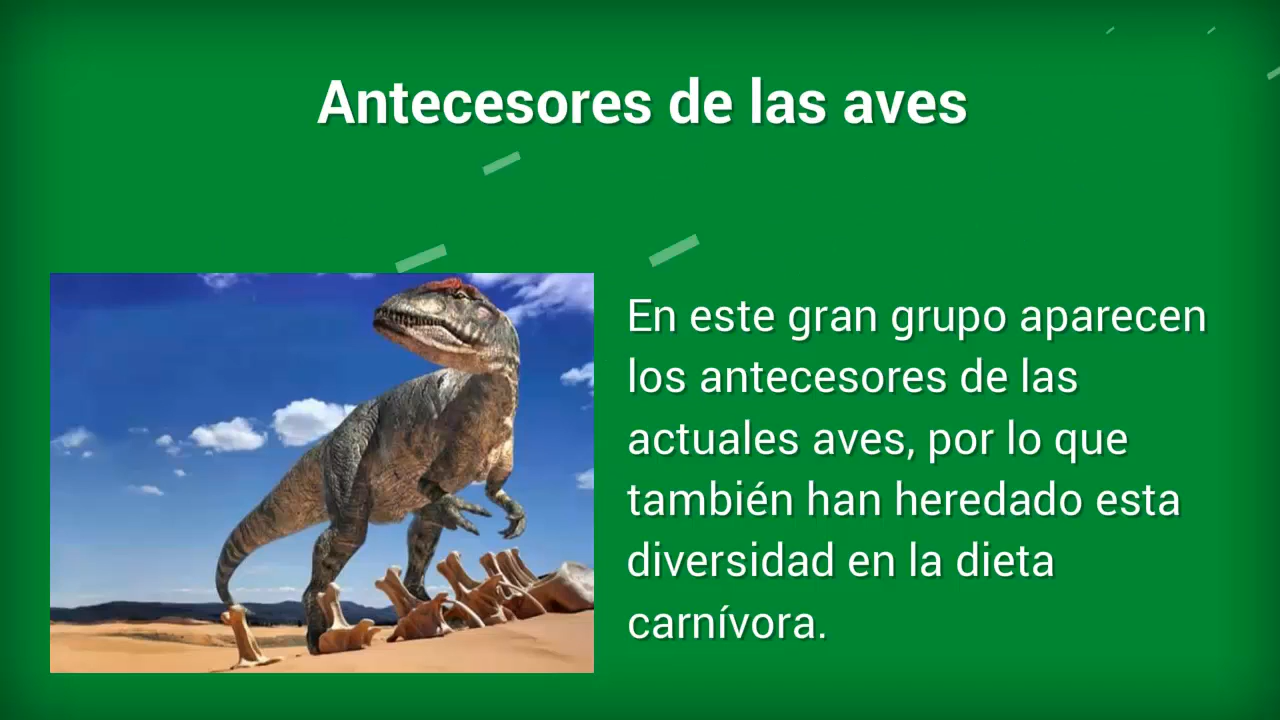 Antecesores de las aves
En este gran grupo aparecen
los antecesores de las
actuales aves, por lo que
también han heredado esta
diversidad en la dieta
carnívora.